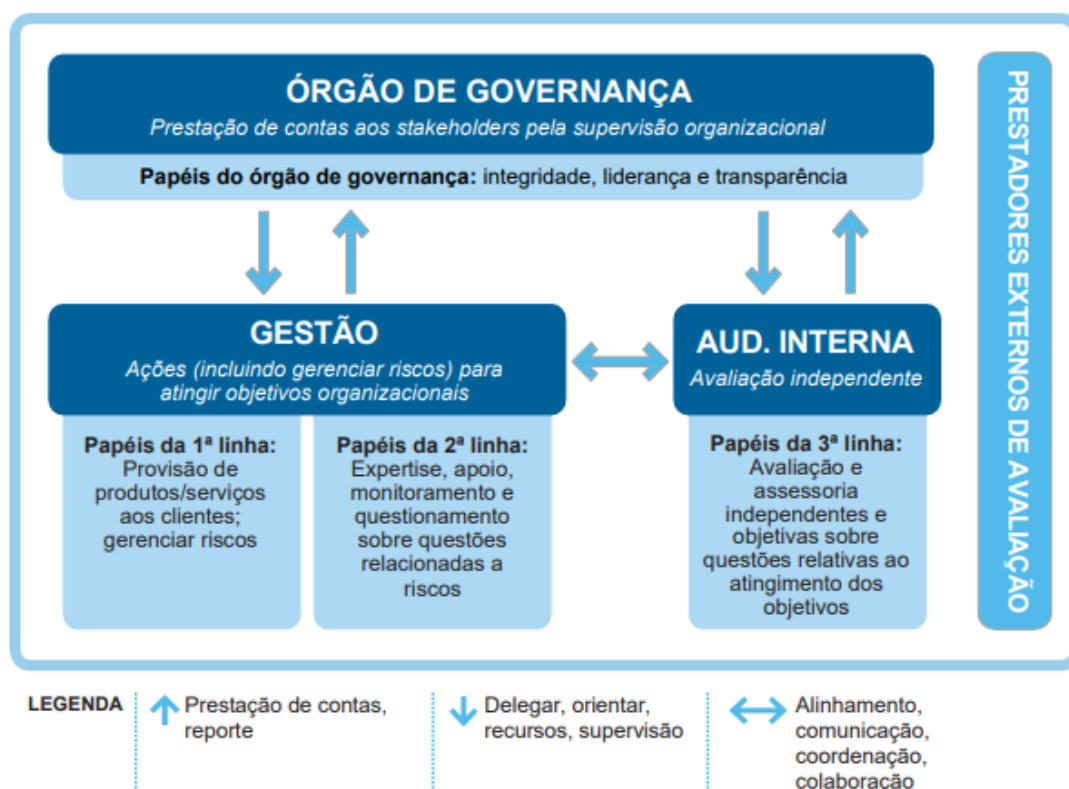 ÓRGÃO DE GOVERNANÇA
Prestação de contas aos stakeholders pela supervisão organizacional
Papéis do órgão de governança: integridade, liderança e transparência
GESTÃO
Ações (incluindo gerenciar riscos) para
atingir objetivos organizacionais
Papéis da 1ª linha:
Provisão de
produtos/serviços
aos clientes;
gerenciar riscos
Papéis da 2ª linha:
Expertise, apoio,
monitoramento e
questionamento
sobre questões
relacionadas a
riscos
AUD. INTERNA
Avaliação independente
Papéis da 3ª linha:
Avaliação e
assessoria
independentes e
objetivas sobre
questões relativas ao
atingimento dos
objetivos
PRESTADORES EXTERNOS DE AVALIAÇÃO
LEGENDA
Prestação de contas,
reporte
Delegar, orientar,
recursos, supervisão
Alinhamento,
comunicação,
coordenação,
colaboração